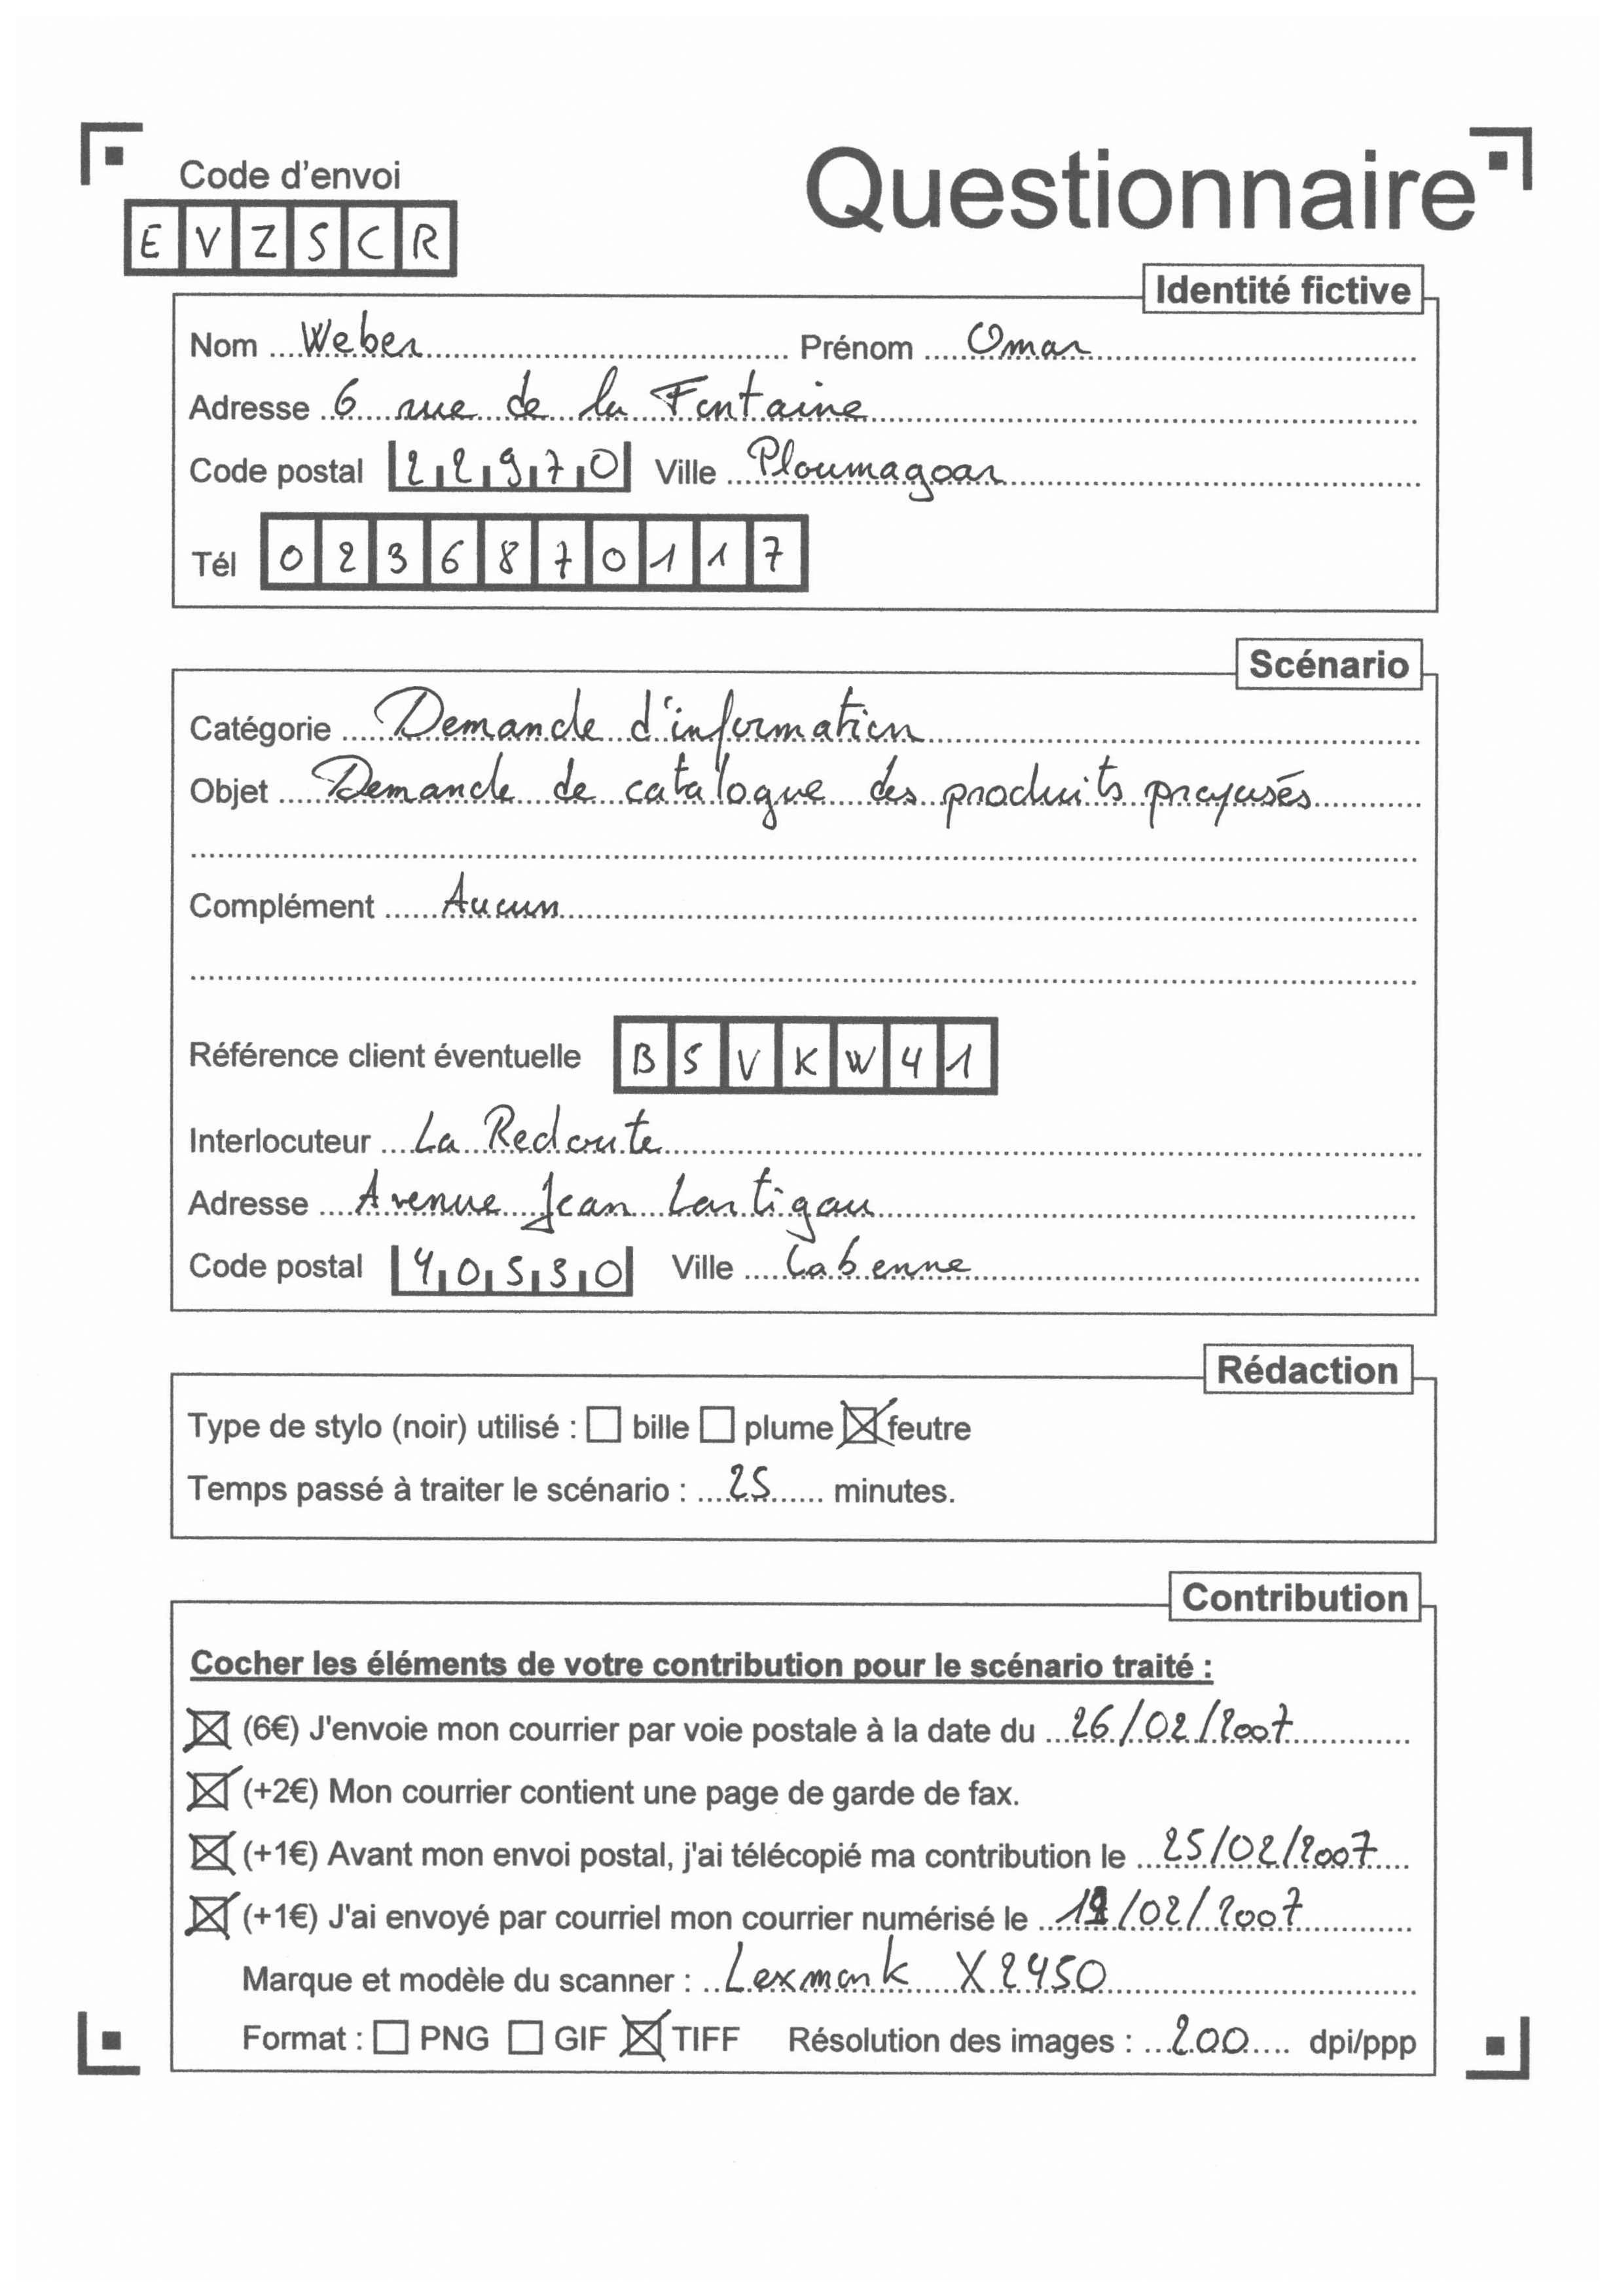 Code d'envoi
Questionnaire
E V Z S C R
Identité fictive
Nom Weber Prénom Omar
Adresse 6 rue de la Fontaine
Code postal 22970 Ville Ploumagoar
Tél 0236870117
Scénario
Catégorie Demande d'information
Objet Demande de catalogue des produits proposés
Complément Aucun
Référence client éventuelle B S V K W 4 1
Interlocuteur La Redoute
Adresse Avenue Jean Lartigau
Code postal 40530 Ville Labenne
Rédaction
Type de stylo (noir) utilisé : ☐ bille ☐ plume ☒ feutre
Temps passé à traiter le scénario : 25 minutes.
Contribution
Cocher les éléments de votre contribution pour le scénario traité :
☒ (6€) J'envoie mon courrier par voie postale à la date du 26/02/2007
☒ (+2€) Mon courrier contient une page de garde de fax.
☒ (+1€) Avant mon envoi postal, j'ai télécopié ma contribution le 25/02/2007
☒ (+1€) J'ai envoyé par courriel mon courrier numérisé le /02/2007
Marque et modèle du scanner : Lexmark X2450
Format : ☐ PNG ☐ GIF ☒ TIFF Résolution des images : 200 dpi/ppp